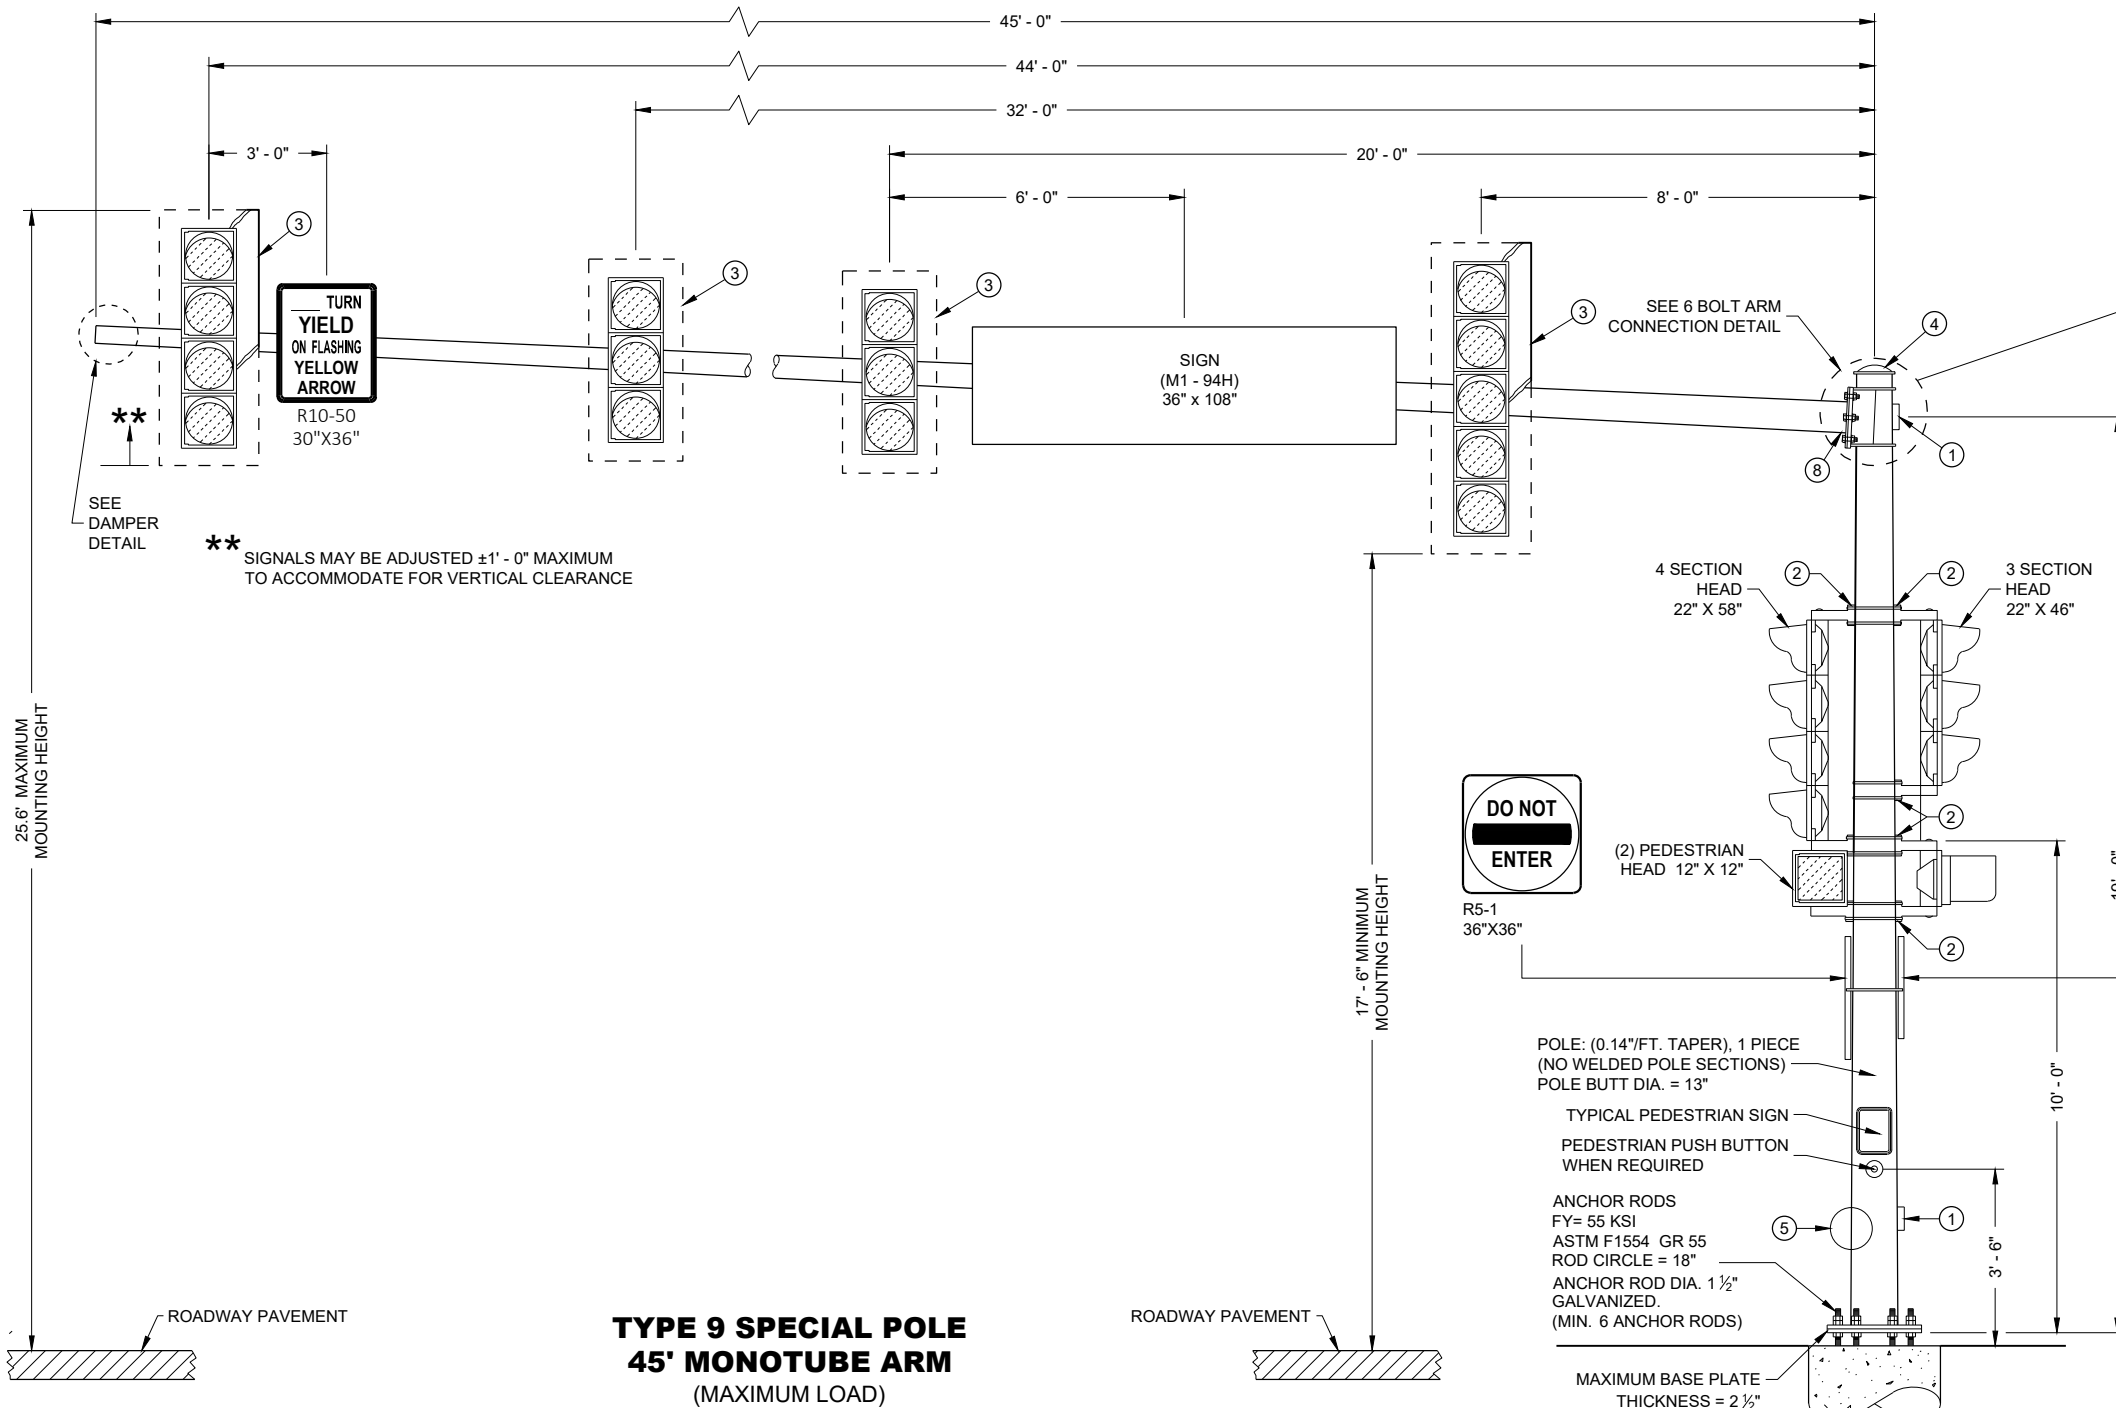 45' - 0"
44' - 0"
32' - 0"
3' - 0"
20' - 0"
6' - 0"
8' - 0"
3
3
3
3
TURN
YIELD
ON FLASHING
YELLOW
ARROW
R10-50
30"X36"
**
SEE
DAMPER
DETAIL
** SIGNALS MAY BE ADJUSTED ±1' - 0" MAXIMUM
TO ACCOMMODATE FOR VERTICAL CLEARANCE
SIGN
(M1 - 94H)
36" x 108"
SEE 6 BOLT ARM
CONNECTION DETAIL
4
8
1
4 SECTION
HEAD
22" X 58"
2
2
3 SECTION
HEAD
22" X 46"
25.6' MAXIMUM
MOUNTING HEIGHT
17' - 6" MINIMUM
MOUNTING HEIGHT
DO NOT
ENTER
R5-1
36"X36"
(2) PEDESTRIAN
HEAD 12" X 12"
2
2
10' - 0"
POLE: (0.14"/FT. TAPER), 1 PIECE
(NO WELDED POLE SECTIONS)
POLE BUTT DIA. = 13"
TYPICAL PEDESTRIAN SIGN
PEDESTRIAN PUSH BUTTON
WHEN REQUIRED
ANCHOR RODS
FY= 55 KSI
ASTM F1554 GR 55
ROD CIRCLE = 18"
ANCHOR ROD DIA. 1 ½"
GALVANIZED.
(MIN. 6 ANCHOR RODS)
5
1
3' - 6"
MAXIMUM BASE PLATE
THICKNESS = 2 ½"
ROADWAY PAVEMENT
ROADWAY PAVEMENT
TYPE 9 SPECIAL POLE
45' MONOTUBE ARM
(MAXIMUM LOAD)